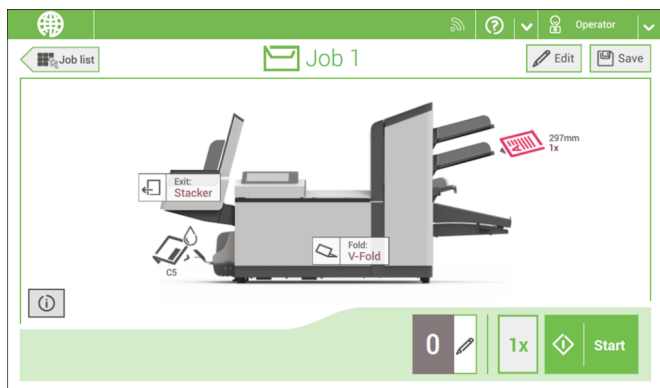 Operator
Job list
Job 1
Edit
Save
297mm
1x
Exit:
Stacker
Fold:
V-Fold
C5
0
1x
Start